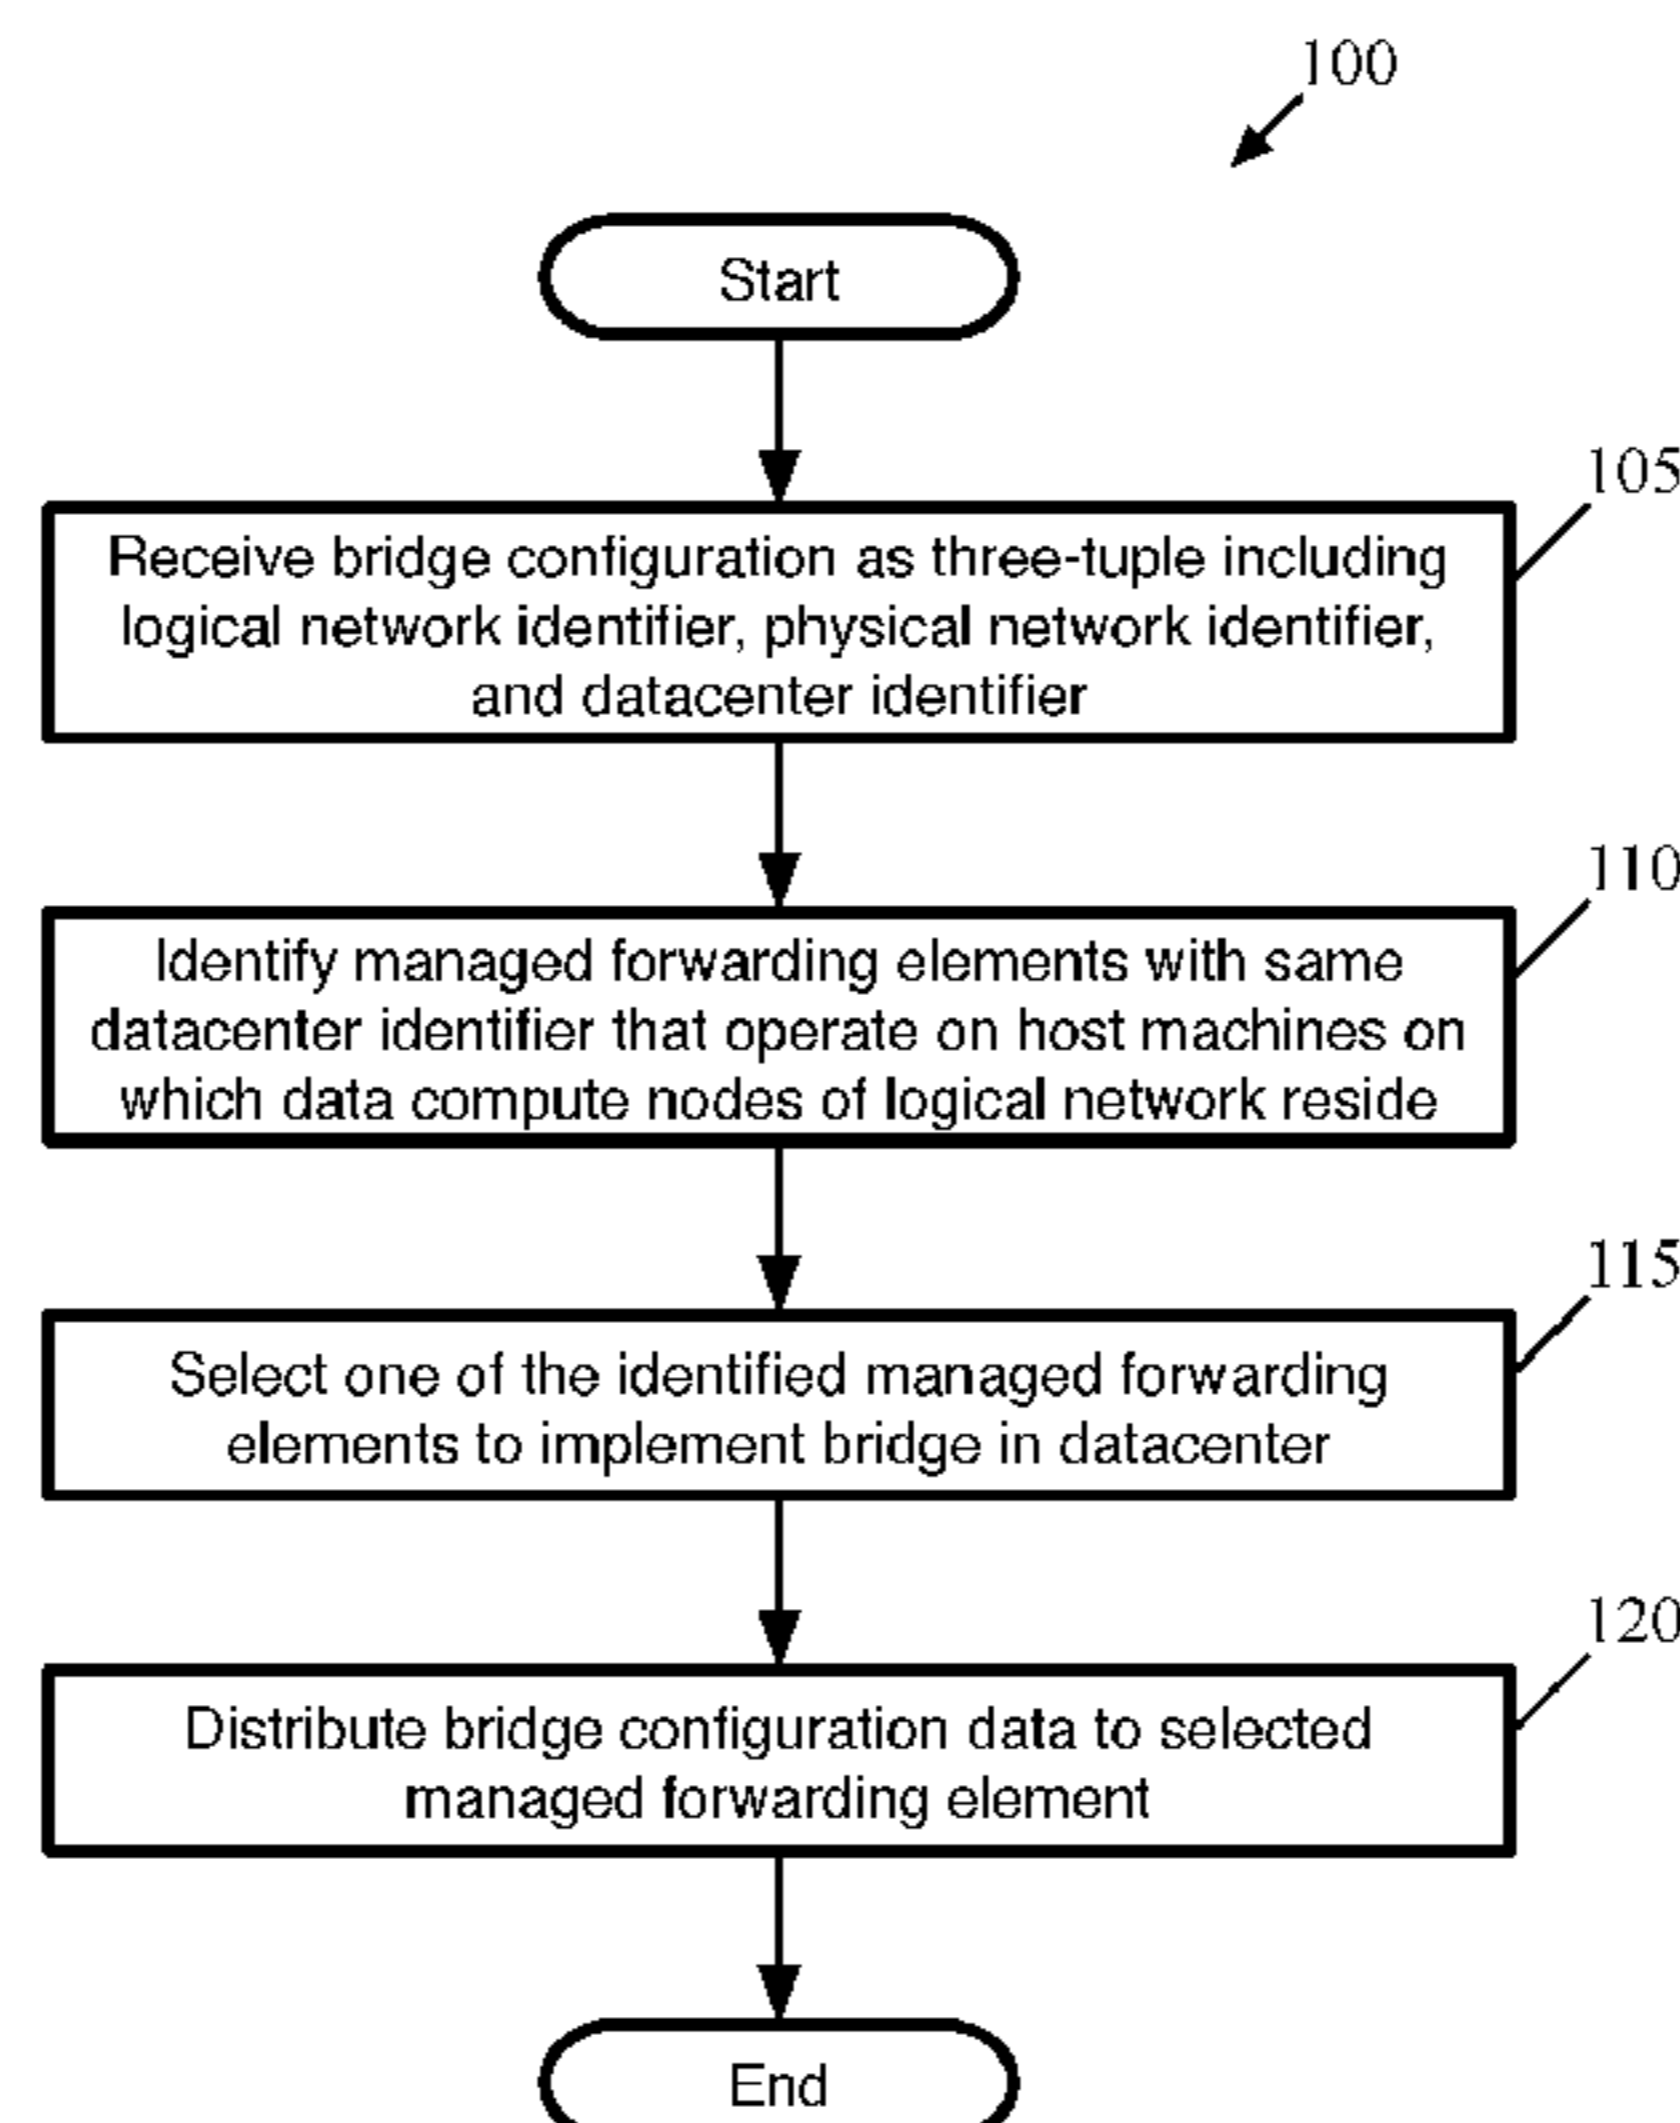 100
Start
105
Receive bridge configuration as three-tuple including
logical network identifier, physical network identifier,
and datacenter identifier
110
Identify managed forwarding elements with same
datacenter identifier that operate on host machines on
which data compute nodes of logical network reside
115
Select one of the identified managed forwarding
elements to implement bridge in datacenter
120
Distribute bridge configuration data to selected
managed forwarding element
End